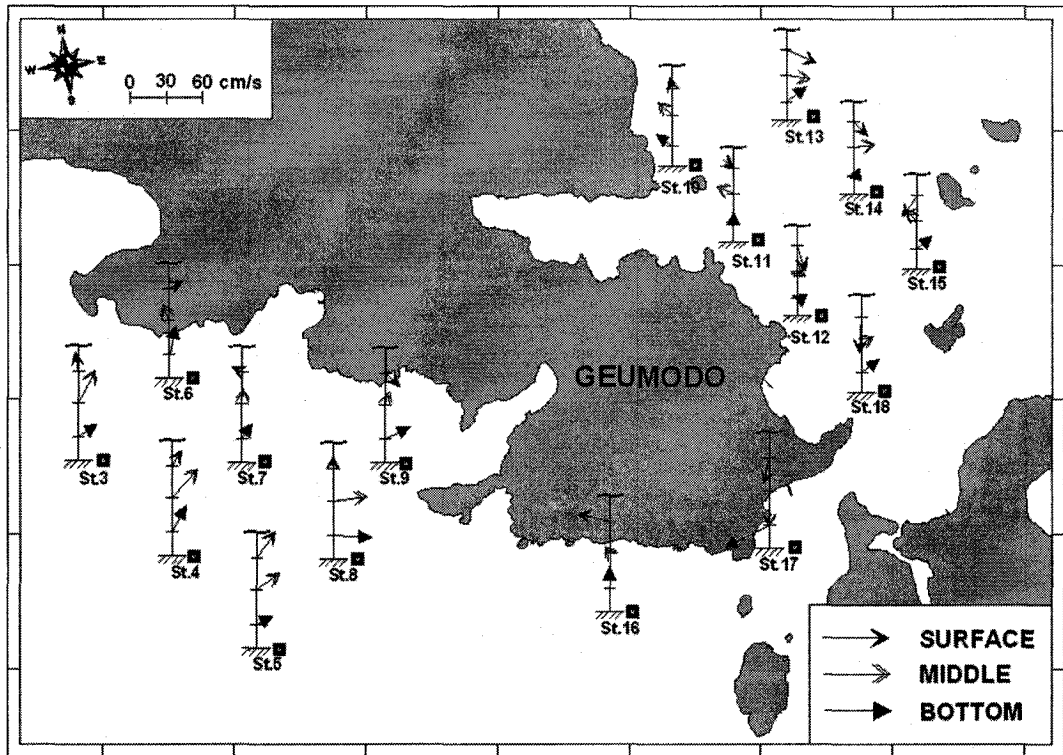 N
W E
S
0 30 60 cm/s
St.13
St.10
St.14
St.11
St.15
St.12
St.6
GEUMODO
St.18
St.3
St.7
St.9
St.4
St.8
St.17
St.16
St.5
SURFACE
MIDDLE
BOTTOM